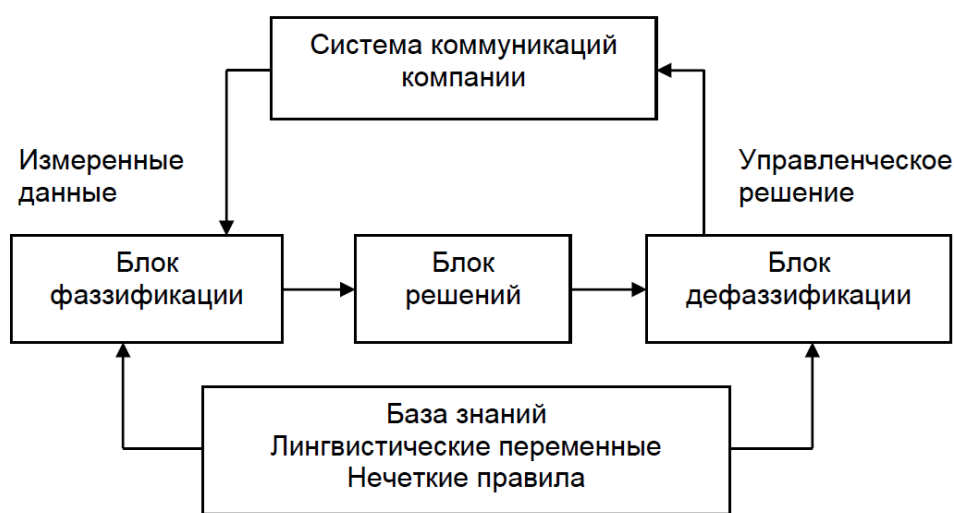 Система коммуникаций
компании
Измеренные
данные
Управленческое
решение
Блок
фаззификации
Блок
решений
Блок
дефаззификации
База знаний
Лингвистические переменные
Нечеткие правила